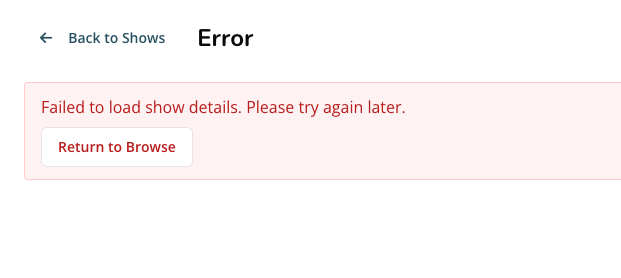 Back to Shows Error
Failed to load show details. Please try again later.
Return to Browse